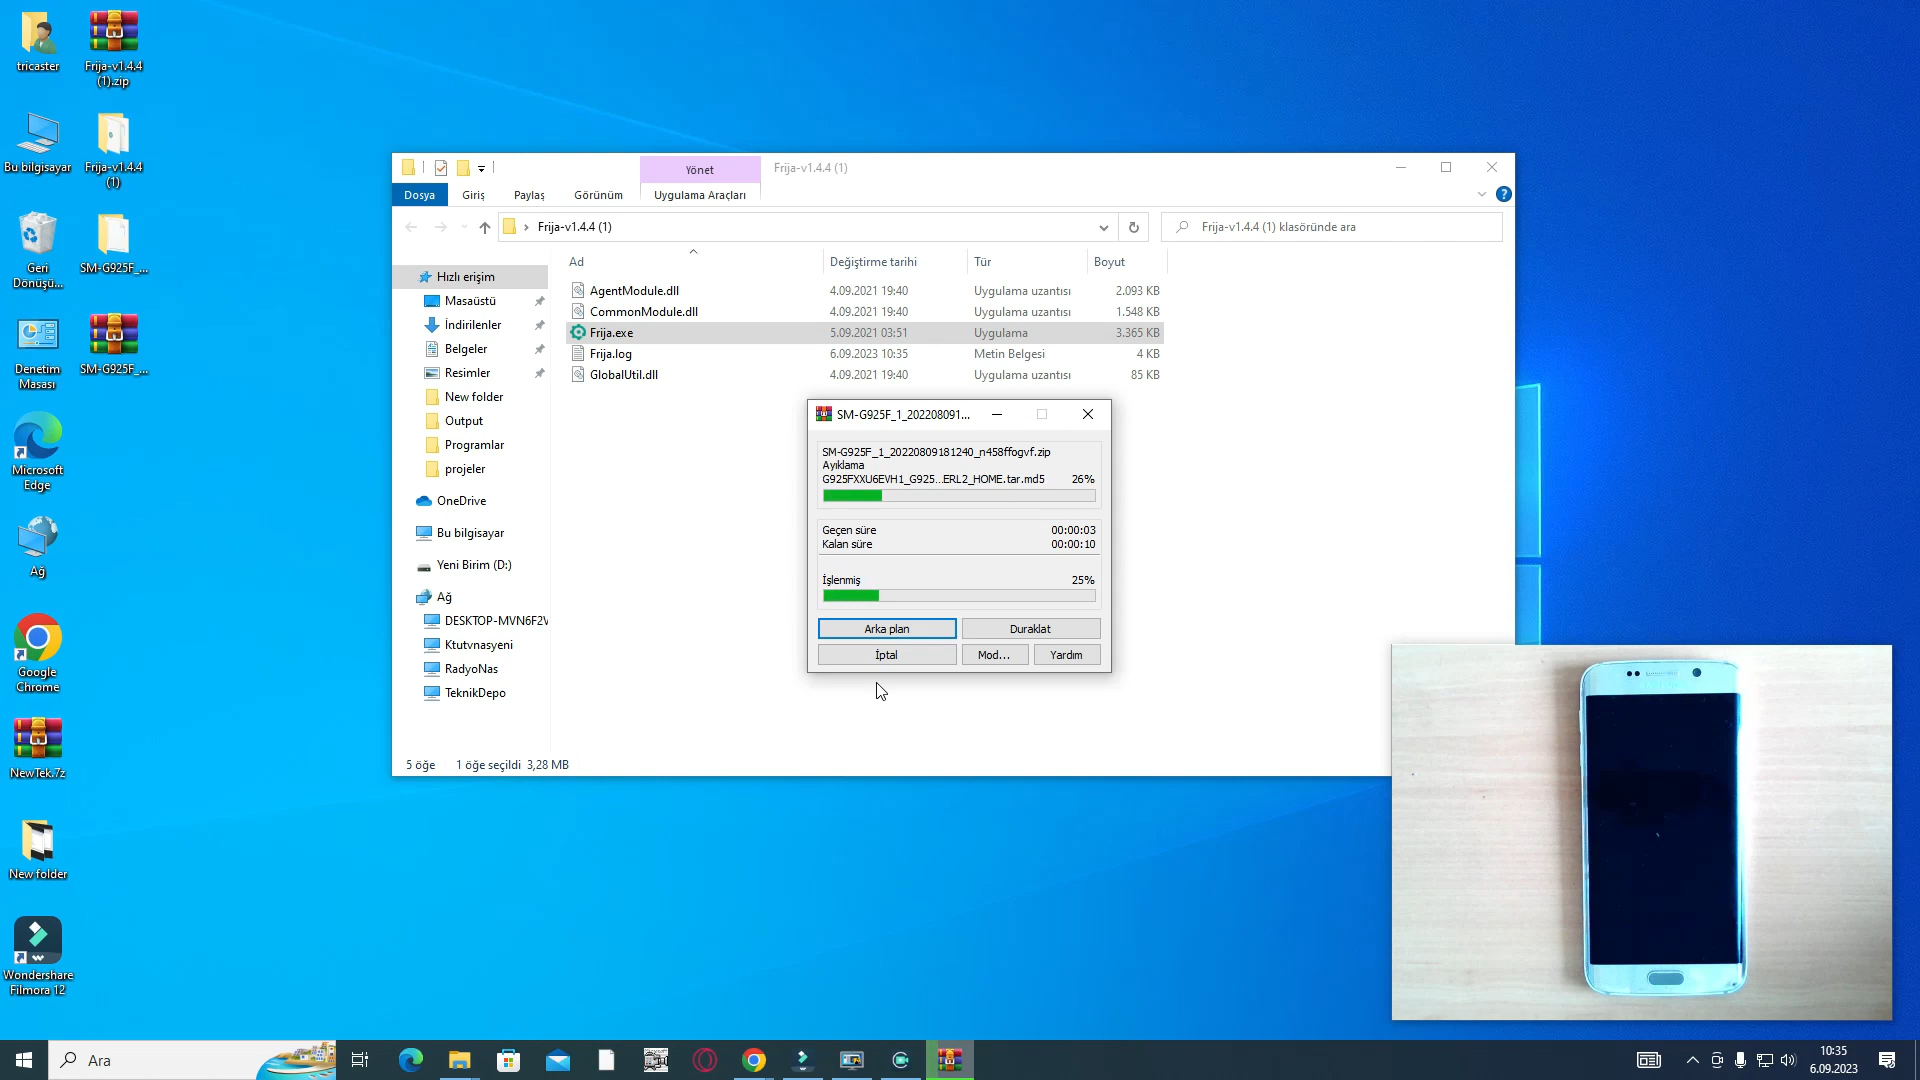 tricaster
Frija-v1.4.4
(1).zip
Bu bilgisayar
Frija-v1.4.4
(1)
Geri
Dönüşü...
SM-G925F_...
Denetim
Masası
SM-G925F_...
Microsoft
Edge
Ağ
Google
Chrome
NewTek.7z
New folder
Wondershare
Filmora 12
Yönet
Frija-v1.4.4 (1)
Dosya
Giriş
Paylaş
Görünüm
Uygulama Araçları
Frija-v1.4.4 (1)
Frija-v1.4.4 (1) klasöründe ara
Hızlı erişim
Masaüstü
İndirilenler
Belgeler
Resimler
New folder
Output
Programlar
projeler
OneDrive
Bu bilgisayar
Yeni Birim (D:)
Ağ
DESKTOP-MVN6F2V
Ktutvnasyeni
RadyoNas
TeknikDepo
Ad Değiştirme tarihi Tür Boyut
AgentModule.dll 4.09.2021 19:40 Uygulama uzantısı 2.093 KB
CommonModule.dll 4.09.2021 19:40 Uygulama uzantısı 1.548 KB
Frija.exe 5.09.2021 03:51 Uygulama 3.365 KB
Frija.log 6.09.2023 10:35 Metin Belgesi 4 KB
GlobalUtil.dll 4.09.2021 19:40 Uygulama uzantısı 85 KB
SM-G925F_1_202208091...
SM-G925F_1_20220809181240_n458ffogvf.zip
Ayıklama
G925FXXU6EVH1_G925...ERL2_HOME.tar.md5 26%
Geçen süre 00:00:03
Kalan süre 00:00:10
İşlenmiş 25%
Arka plan
Duraklat
İptal
Mod...
Yardım
5 öğe
1 öğe seçildi 3,28 MB
Ara
10:35
6.09.2023